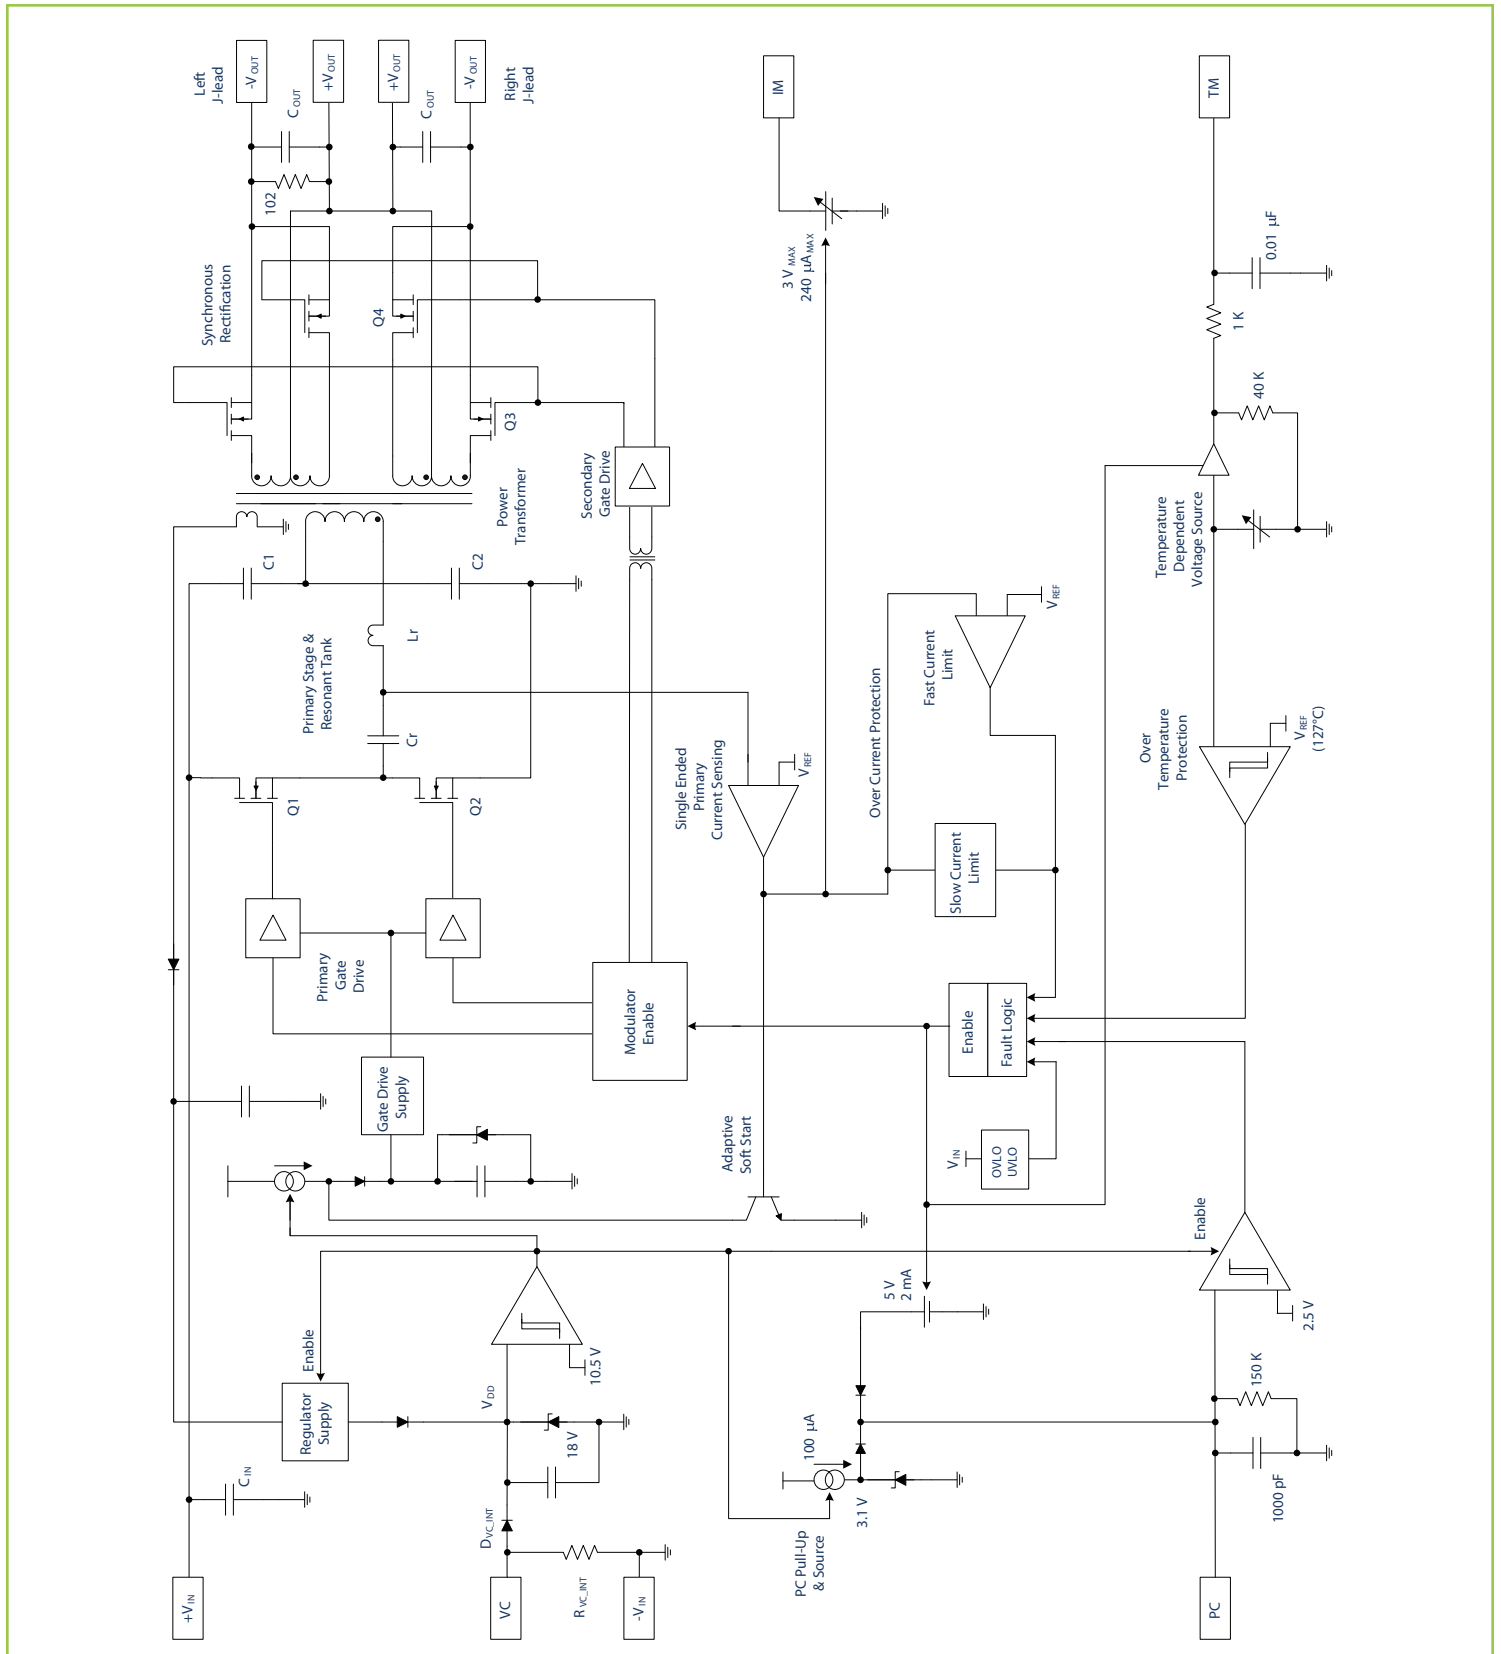 Left
J-lead
-VOUT
+VOUT
+VOUT
-VOUT
Right
J-lead
COUT
COUT
102
Synchronous
Rectification
Q4
Q3
Power
Transformer
Secondary
Gate Drive
C1
C2
Primary Stage &
Resonant Tank
Lr
Cr
Q1
Q2
Primary
Gate
Drive
Modulator
Enable
Gate Drive
Supply
Enable
Regulator
Supply
VDD
10.5 V
18 V
CIN
DVC_INT
RVC_INT
+VIN
VC
-VIN
IM
3 VMAX
240 µAMAX
Single Ended
Primary
Current Sensing
VREF
Over Current Protection
Fast Current
Limit
VREF
Slow Current
Limit
Enable
Fault Logic
Adaptive
Soft Start
VIN
OVLO
UVLO
5 V
2 mA
100 µA
3.1 V
PC Pull-Up
& Source
TM
0.01 µF
1 K
40 K
Temperature
Dependent
Voltage Source
Over
Temperature
Protection
VREF
(127°C)
Enable
2.5 V
150 K
1000 pF
PC